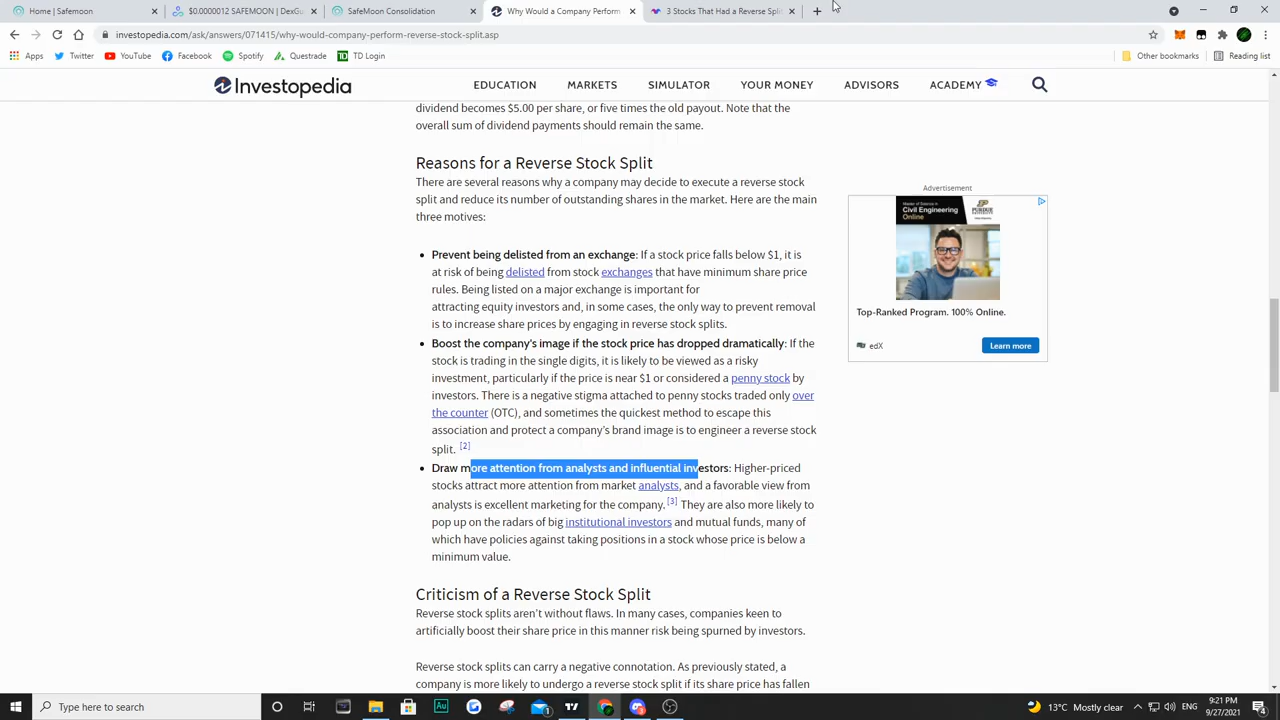 Home | Safemoon
$0.0000012 SAFEMOON | DexGu
SafeMoon Consolidation
Why Would a Company Perform
3 Stocks That Had a Reverse Spli
investopedia.com/ask/answers/071415/why-would-company-perform-reverse-stock-split.asp
Apps
Twitter
YouTube
Facebook
Spotify
Questrade
TD Login
Other bookmarks
Reading list
Investopedia
EDUCATION
MARKETS
SIMULATOR
YOUR MONEY
ADVISORS
ACADEMY
dividend becomes $5.00 per share, or five times the old payout. Note that the
overall sum of dividend payments should remain the same.
Reasons for a Reverse Stock Split
There are several reasons why a company may decide to execute a reverse stock
split and reduce its number of outstanding shares in the market. Here are the main
three motives:
• Prevent being delisted from an exchange: If a stock price falls below $1, it is
at risk of being delisted from stock exchanges that have minimum share price
rules. Being listed on a major exchange is important for
attracting equity investors and, in some cases, the only way to prevent removal
is to increase share prices by engaging in reverse stock splits.
• Boost the company's image if the stock price has dropped dramatically: If the
stock is trading in the single digits, it is likely to be viewed as a risky
investment, particularly if the price is near $1 or considered a penny stock by
investors. There is a negative stigma attached to penny stocks traded only over
the counter (OTC), and sometimes the quickest method to escape this
association and protect a company's brand image is to engineer a reverse stock
split. [2]
• Draw more attention from analysts and influential investors: Higher-priced
stocks attract more attention from market analysts, and a favorable view from
analysts is excellent marketing for the company.[3] They are also more likely to
pop up on the radars of big institutional investors and mutual funds, many of
which have policies against taking positions in a stock whose price is below a
minimum value.
Criticism of a Reverse Stock Split
Reverse stock splits aren't without flaws. In many cases, companies keen to
artificially boost their share price in this manner risk being spurned by investors.
Reverse stock splits can carry a negative connotation. As previously stated, a
company is more likely to undergo a reverse stock split if its share price has fallen
Advertisement
Master of Science in
Civil Engineering
Online
PURDUE
Top-Ranked Program. 100% Online.
edX
Learn more
Type here to search
Au
13°C Mostly clear
ENG
9:21 PM
9/27/2021